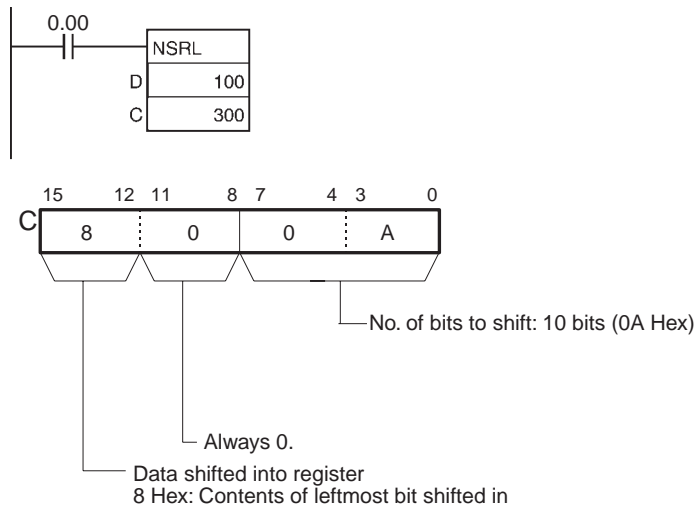 0.00
NSRL
D 100
C 300
15 12 11 8 7 4 3 0
C 8 0 0 A
No. of bits to shift: 10 bits (0A Hex)
Always 0.
Data shifted into register
8 Hex: Contents of leftmost bit shifted in